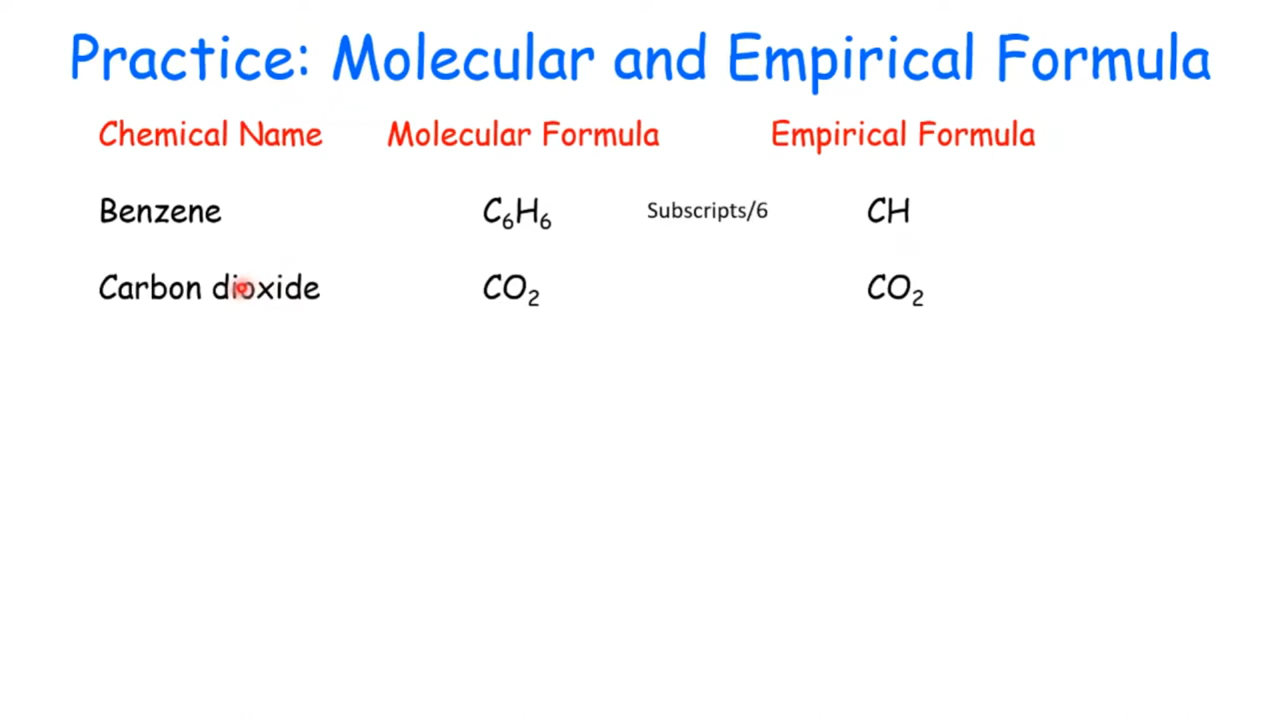 Practice: Molecular and Empirical Formula
Chemical Name Molecular Formula Empirical Formula
Benzene C₆H₆ Subscripts/6 CH
Carbon dioxide CO₂ CO₂